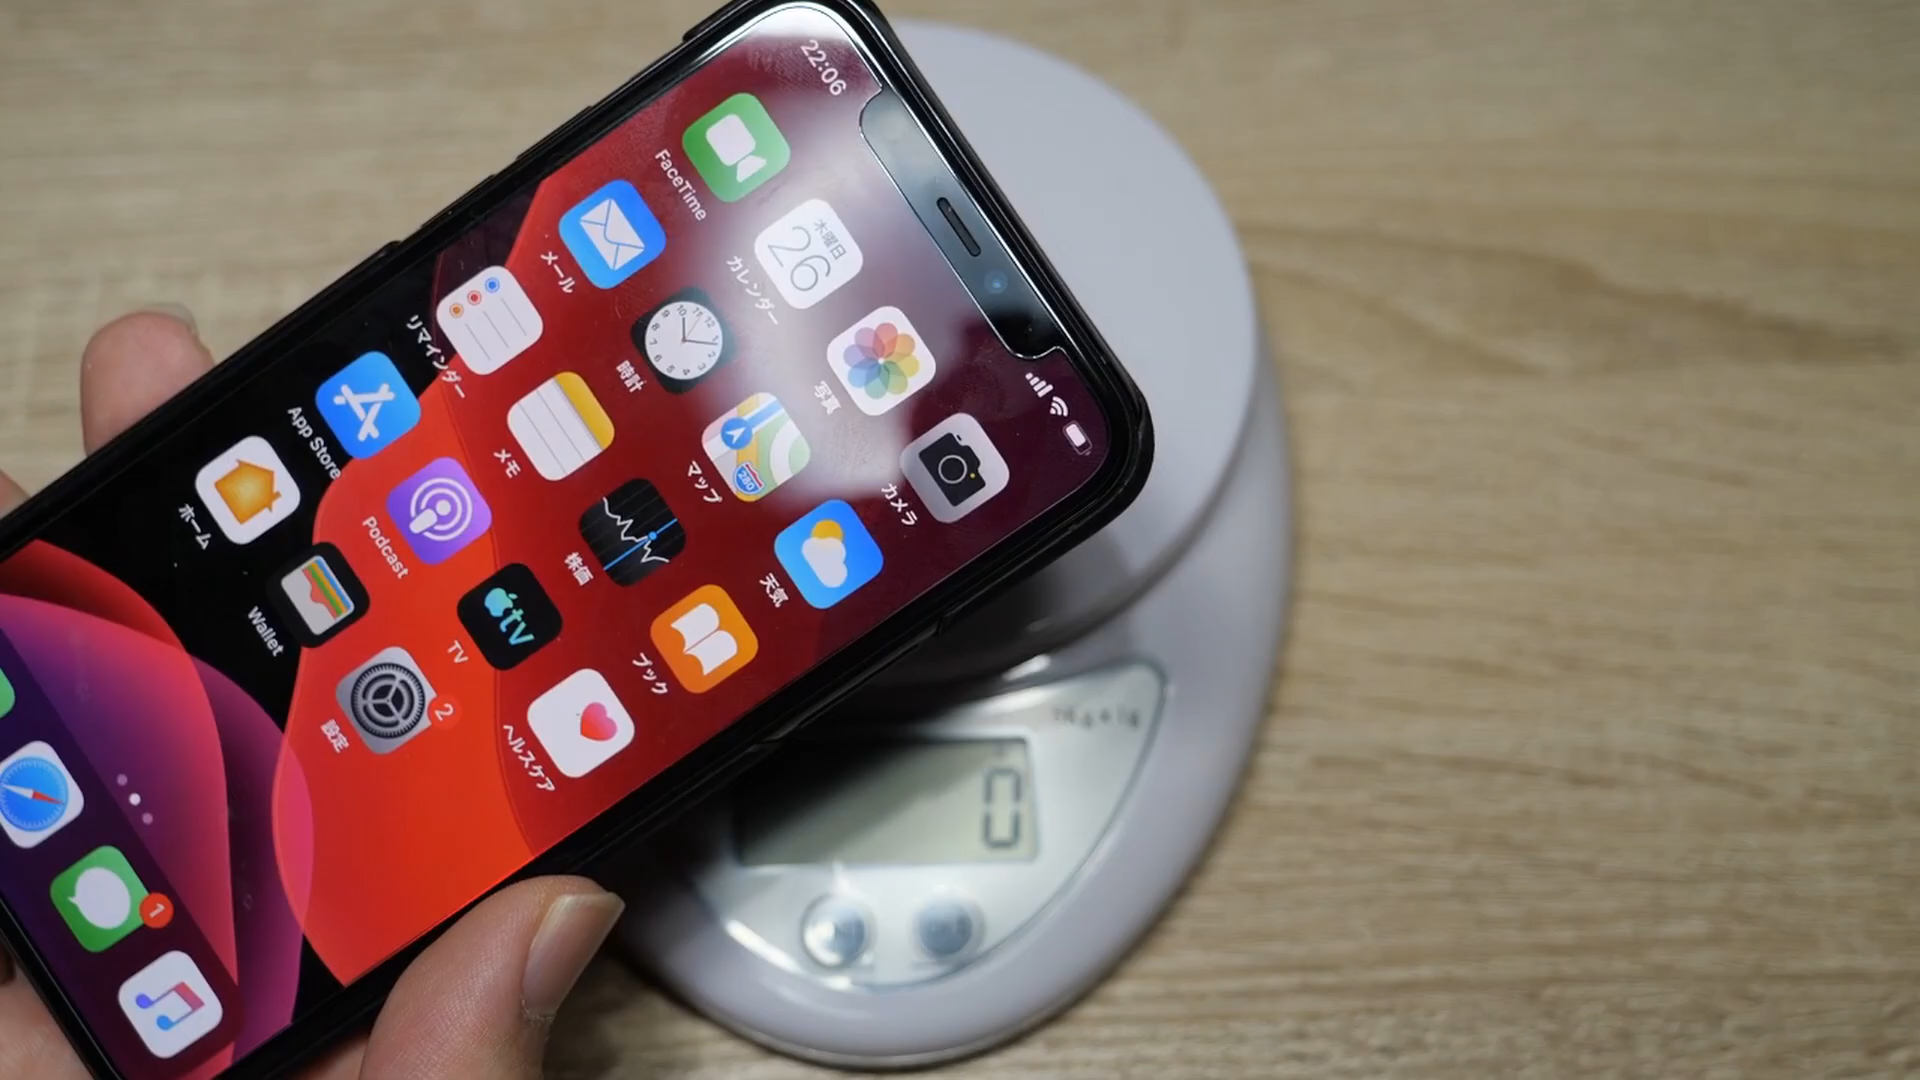 22:06
FaceTime
木曜日
26
カレンダー
写真
カメラ
メール
時計
マップ
280
天気
リマインダー
メモ
株価
ブック
App Store
Podcast
tv
TV
ヘルスケア
ホーム
Wallet
設定
2
1
0